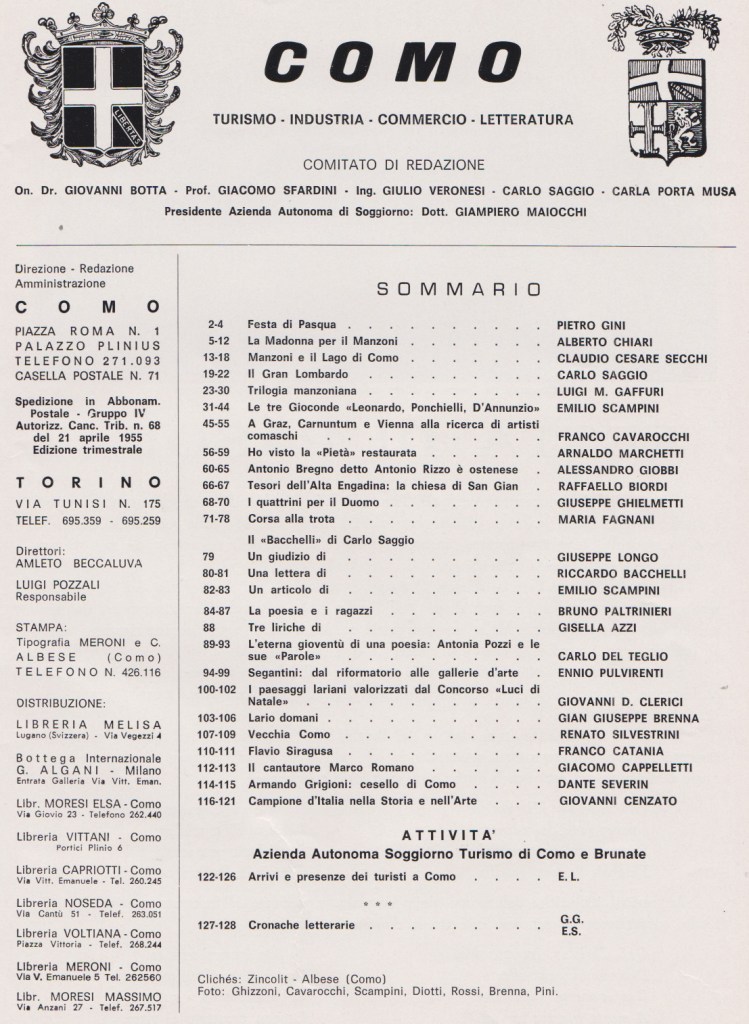 LIBERTAS
COMO
TURISMO - INDUSTRIA - COMMERCIO - LETTERATURA
COMITATO DI REDAZIONE
On. Dr. GIOVANNI BOTTA - Prof. GIACOMO SFARDINI - Ing. GIULIO VERONESI - CARLO SAGGIO - CARLA PORTA MUSA
Presidente Azienda Autonoma di Soggiorno: Dott. GIAMPIERO MAIOCCHI
Direzione - Redazione
Amministrazione
COMO
PIAZZA ROMA N. 1
PALAZZO PLINIUS
TELEFONO 271.093
CASELLA POSTALE N. 71
Spedizione in Abbonam.
Postale - Gruppo IV
Autorizz. Canc. Trib. n. 68
del 21 aprile 1955
Edizione trimestrale
TORINO
VIA TUNISI N. 175
TELEF. 695.359 - 695.259
Direttori:
AMLETO BECCALUVA
LUIGI POZZALI
Responsabile
STAMPA:
Tipografia MERONI e C.
ALBESE (Como)
TELEFONO N. 426.116
DISTRIBUZIONE:
LIBRERIA MELISA
Lugano (Svizzera) - Via Vegezzi 4
Bottega Internazionale
G. ALGANI - Milano
Entrata Galleria Via Vitt. Eman.
Libr. MORESI ELSA - Como
Via Giovio 23 - Telefono 262.440
Libreria VITTANI - Como
Portici Plinio 6
Libreria CAPRIOTTI - Como
Via Vitt. Emanuele - Tel. 260.245
Libreria NOSEDA - Como
Via Cantù 51 - Telef. 263.051
Libreria VOLTIANA - Como
Piazza Vittoria - Telef. 268.244
Libreria MERONI - Como
Via V. Emanuele 5 Tel. 262560
Libr. MORESI MASSIMO
Via Anzani 27 - Telef. 267.517
SOMMARIO
2-4 Festa di Pasqua . . . . . . . . . . PIETRO GINI
5-12 La Madonna per il Manzoni . . . . . . . ALBERTO CHIARI
13-18 Manzoni e il Lago di Como . . . . . . . CLAUDIO CESARE SECCHI
19-22 Il Gran Lombardo . . . . . . . . CARLO SAGGIO
23-30 Trilogia manzoniana . . . . . . . . LUIGI M. GAFFURI
31-44 Le tre Gioconde «Leonardo, Ponchielli, D'Annunzio» EMILIO SCAMPINI
45-55 A Graz, Carnuntum e Vienna alla ricerca di artisti
comaschi . . . . . . . . . . . FRANCO CAVAROCCHI
56-59 Ho visto la «Pietà» restaurata . . . . . . ARNALDO MARCHETTI
60-65 Antonio Bregno detto Antonio Rizzo è ostenese . ALESSANDRO GIOBBI
66-67 Tesori dell'Alta Engadina: la chiesa di San Gian . RAFFAELLO BIORDI
68-70 I quattrini per il Duomo . . . . . . . . GIUSEPPE GHIELMETTI
71-78 Corsa alla trota . . . . . . . . . . MARIA FAGNANI
Il «Bacchelli» di Carlo Saggio
79 Un giudizio di . . . . . . . . . . GIUSEPPE LONGO
80-81 Una lettera di . . . . . . . . . . RICCARDO BACCHELLI
82-83 Un articolo di . . . . . . . . . . EMILIO SCAMPINI
84-87 La poesia e i ragazzi . . . . . . . . BRUNO PALTRINIERI
88 Tre liriche di . . . . . . . . . . GISELLA AZZI
89-93 L'eterna gioventù di una poesia: Antonia Pozzi e le
sue «Parole» . . . . . . . . . . CARLO DEL TEGLIO
94-99 Segantini: dal riformatorio alle gallerie d'arte . ENNIO PULVIRENTI
100-102 I paesaggi lariani valorizzati dal Concorso «Luci di
Natale» . . . . . . . . . . . . GIOVANNI D. CLERICI
103-106 Lario domani . . . . . . . . . . GIAN GIUSEPPE BRENNA
107-109 Vecchia Como . . . . . . . . . . RENATO SILVESTRINI
110-111 Flavio Siragusa . . . . . . . . . . FRANCO CATANIA
112-113 Il cantautore Marco Romano . . . . . . GIACOMO CAPPELLETTI
114-115 Armando Grigioni: cesello di Como . . . . . DANTE SEVERIN
116-121 Campione d'Italia nella Storia e nell'Arte . . . GIOVANNI CENZATO
ATTIVITA'
Azienda Autonoma Soggiorno Turismo di Como e Brunate
122-126 Arrivi e presenze dei turisti a Como . . . . E. L.
* * *
127-128 Cronache letterarie . . . . . . . . . G.G.
E.S.
Clichés: Zincolit - Albese (Como)
Foto: Ghizzoni, Cavarocchi, Scampini, Diotti, Rossi, Brenna, Pini.